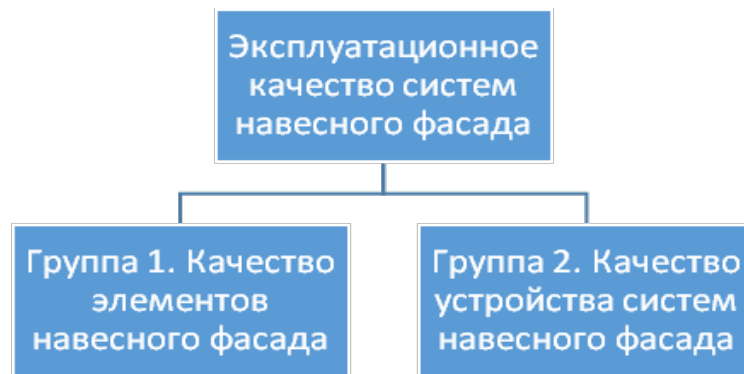 Эксплуатационное
качество систем
навесного фасада
Группа 1. Качество
элементов
навесного фасада
Группа 2. Качество
устройства систем
навесного фасада